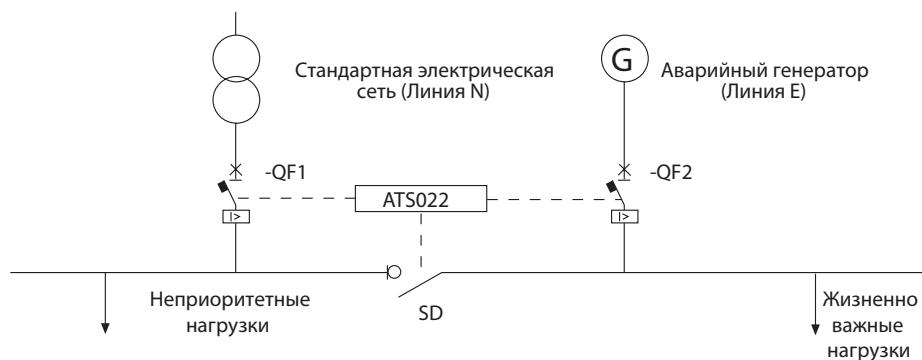 Стандартная электрическая
сеть (Линия N)
G
Аварийный генератор
(Линия E)
-QF1
-QF2
ATS022
I>
I>
Неприоритетные
нагрузки
SD
Жизненно
важные
нагрузки